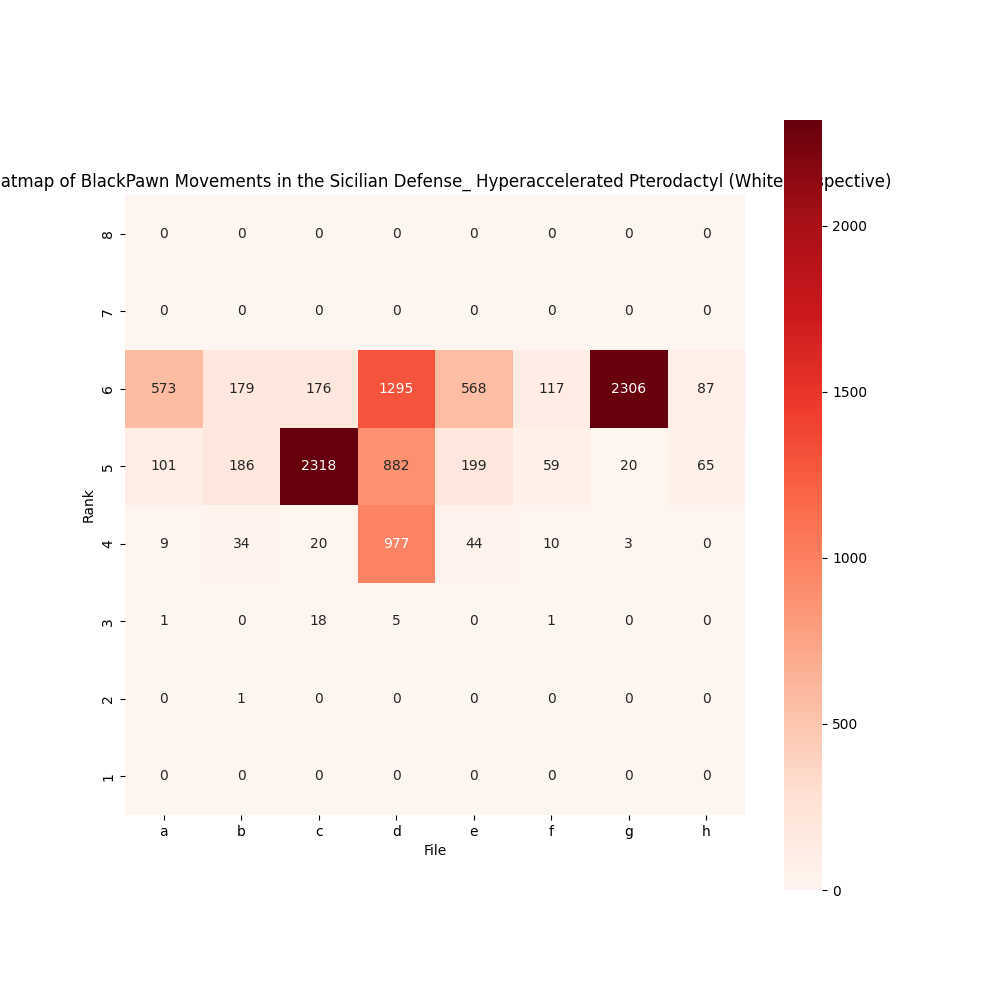 atmap of BlackPawn Movements in the Sicilian Defense_ Hyperaccelerated Pterodactyl (White spective)
8 0 0 0 0 0 0 0 0
7 0 0 0 0 0 0 0 0
6 573 179 176 1295 568 117 2306 87
5 101 186 2318 882 199 59 20 65
4 9 34 20 977 44 10 3 0
3 1 0 18 5 0 1 0 0
2 0 1 0 0 0 0 0 0
1 0 0 0 0 0 0 0 0
a b c d e f g h
File
Rank
2000
1500
1000
500
0